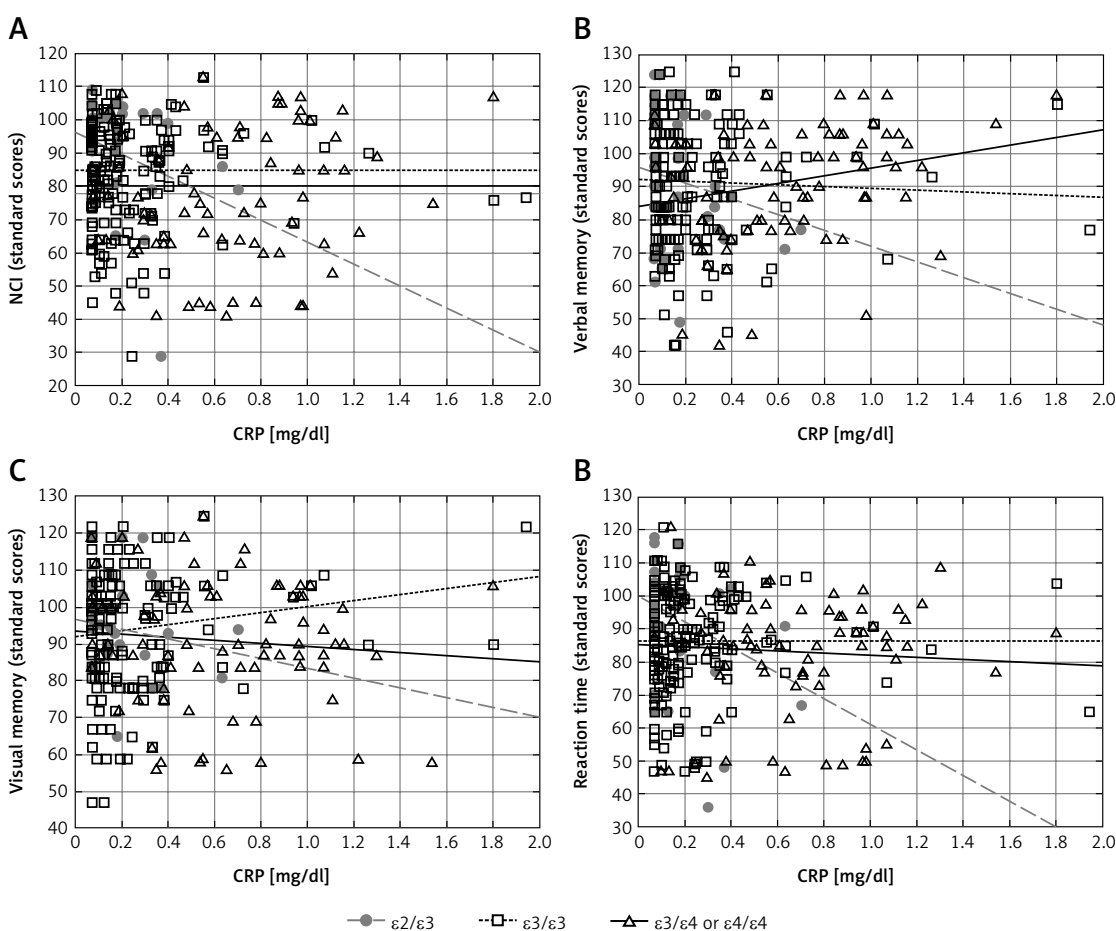 A
NCI (standard scores)
120
110
100
90
80
70
60
50
40
30
20
0 0.2 0.4 0.6 0.8 1.0 1.2 1.4 1.6 1.8 2.0
CRP [mg/dl]
B
Verbal memory (standard scores)
130
120
110
100
90
80
70
60
50
40
30
0 0.2 0.4 0.6 0.8 1.0 1.2 1.4 1.6 1.8 2.0
CRP [mg/dl]
C
Visual memory (standard scores)
130
120
110
100
90
80
70
60
50
40
0 0.2 0.4 0.6 0.8 1.0 1.2 1.4 1.6 1.8 2.0
CRP [mg/dl]
B
Reaction time (standard scores)
130
120
110
100
90
80
70
60
50
40
30
0 0.2 0.4 0.6 0.8 1.0 1.2 1.4 1.6 1.8 2.0
CRP [mg/dl]
ε2/ε3 ε3/ε3 ε3/ε4 or ε4/ε4